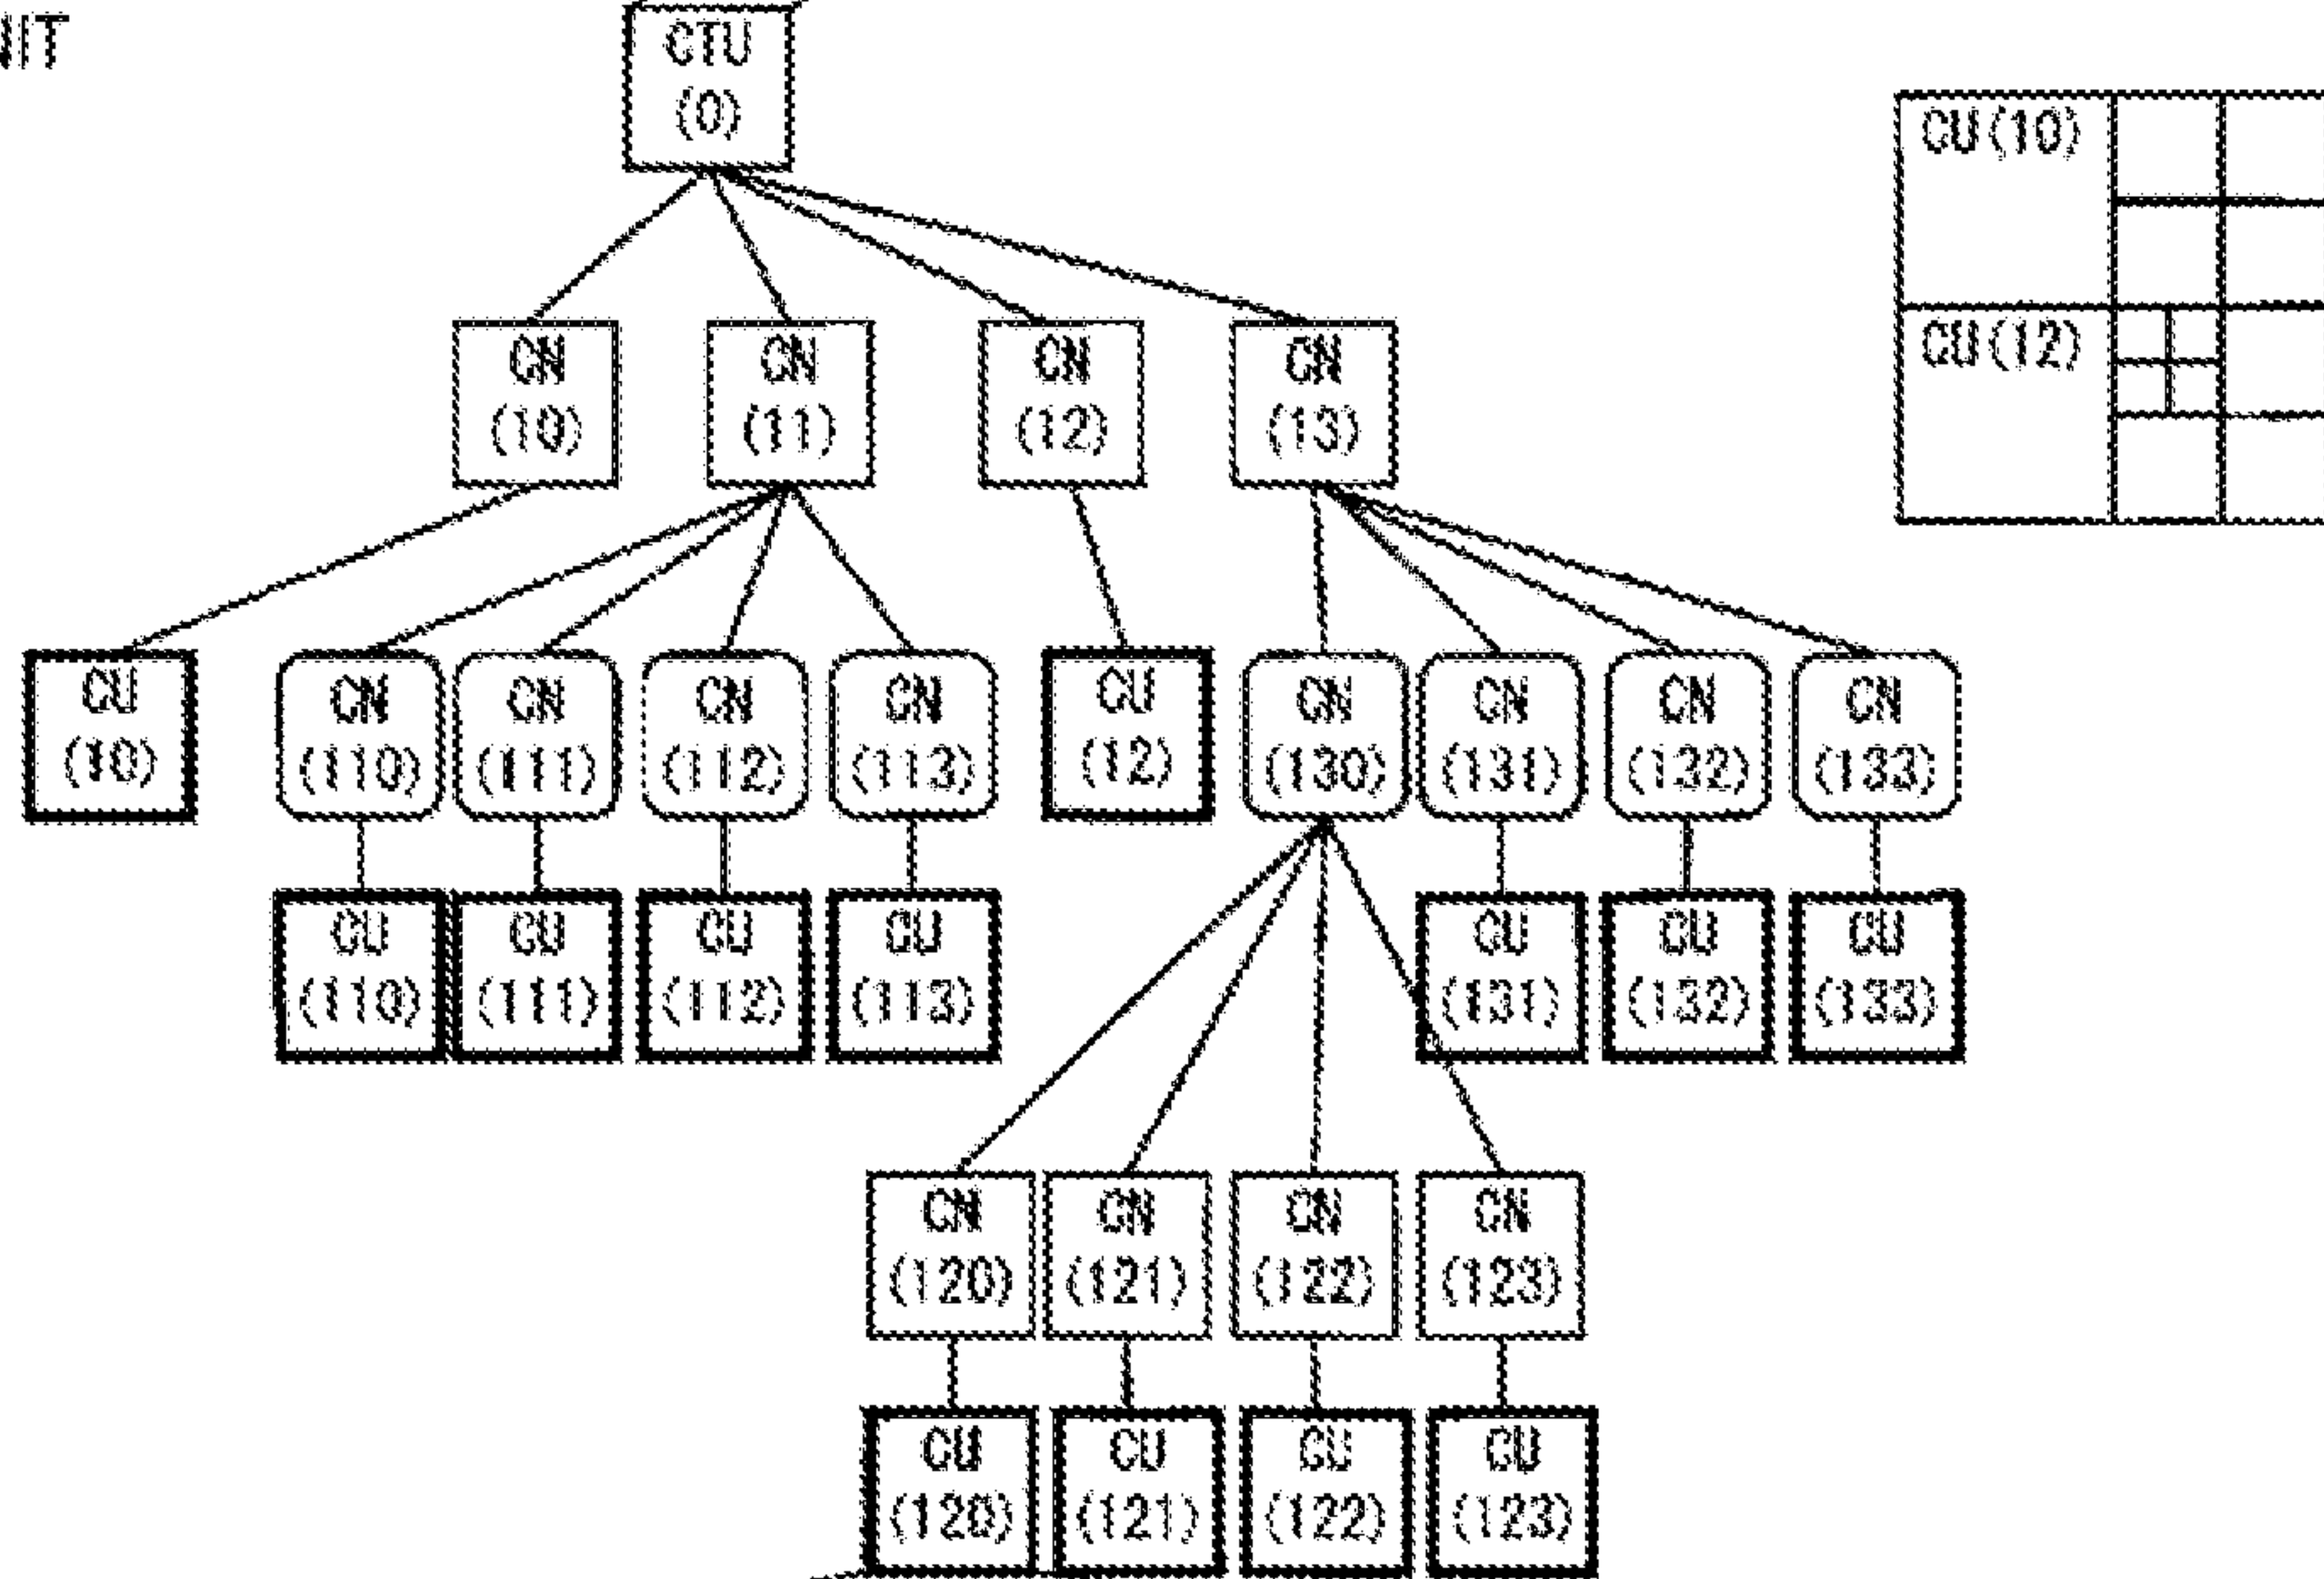 NIT
CTU
(0)
CU(10)
CU(12)
CN
(10)
CN
(11)
CN
(12)
CN
(13)
CU
(10)
CN
(110)
CN
(111)
CN
(112)
CN
(113)
CU
(12)
CN
(130)
CN
(131)
CN
(132)
CN
(133)
CU
(110)
CU
(111)
CU
(112)
CU
(113)
CU
(131)
CU
(132)
CU
(133)
CN
(120)
CN
(121)
CN
(122)
CN
(123)
CU
(120)
CU
(121)
CU
(122)
CU
(123)